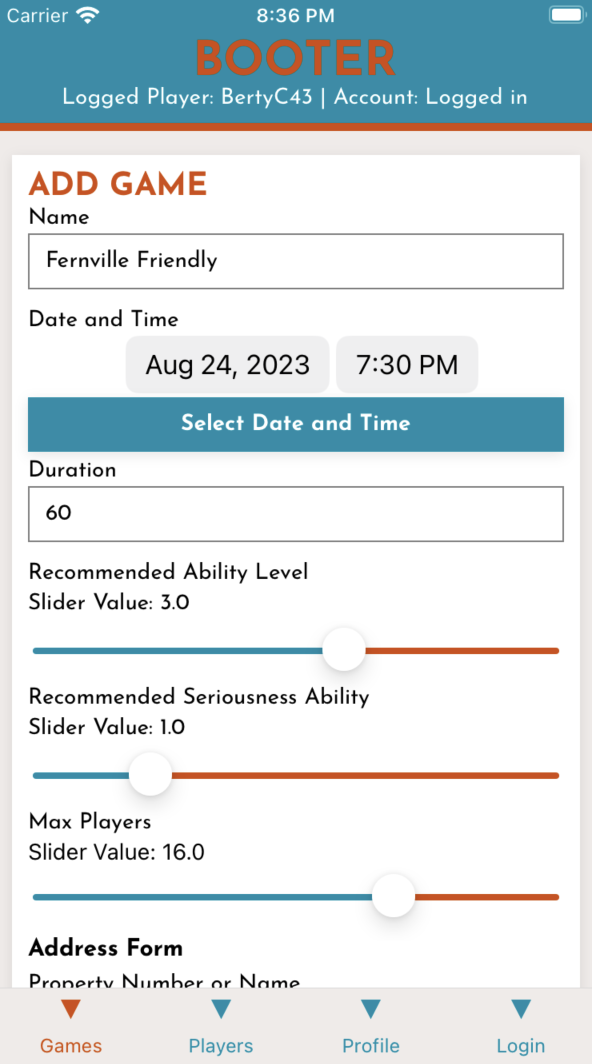 Carrier 8:36 PM
BOOTER
Logged Player: BertyC43 | Account: Logged in
ADD GAME
Name
Fernville Friendly
Date and Time
Aug 24, 2023 7:30 PM
Select Date and Time
Duration
60
Recommended Ability Level
Slider Value: 3.0
Recommended Seriousness Ability
Slider Value: 1.0
Max Players
Slider Value: 16.0
Address Form
Property Number or Name
Games Players Profile Login